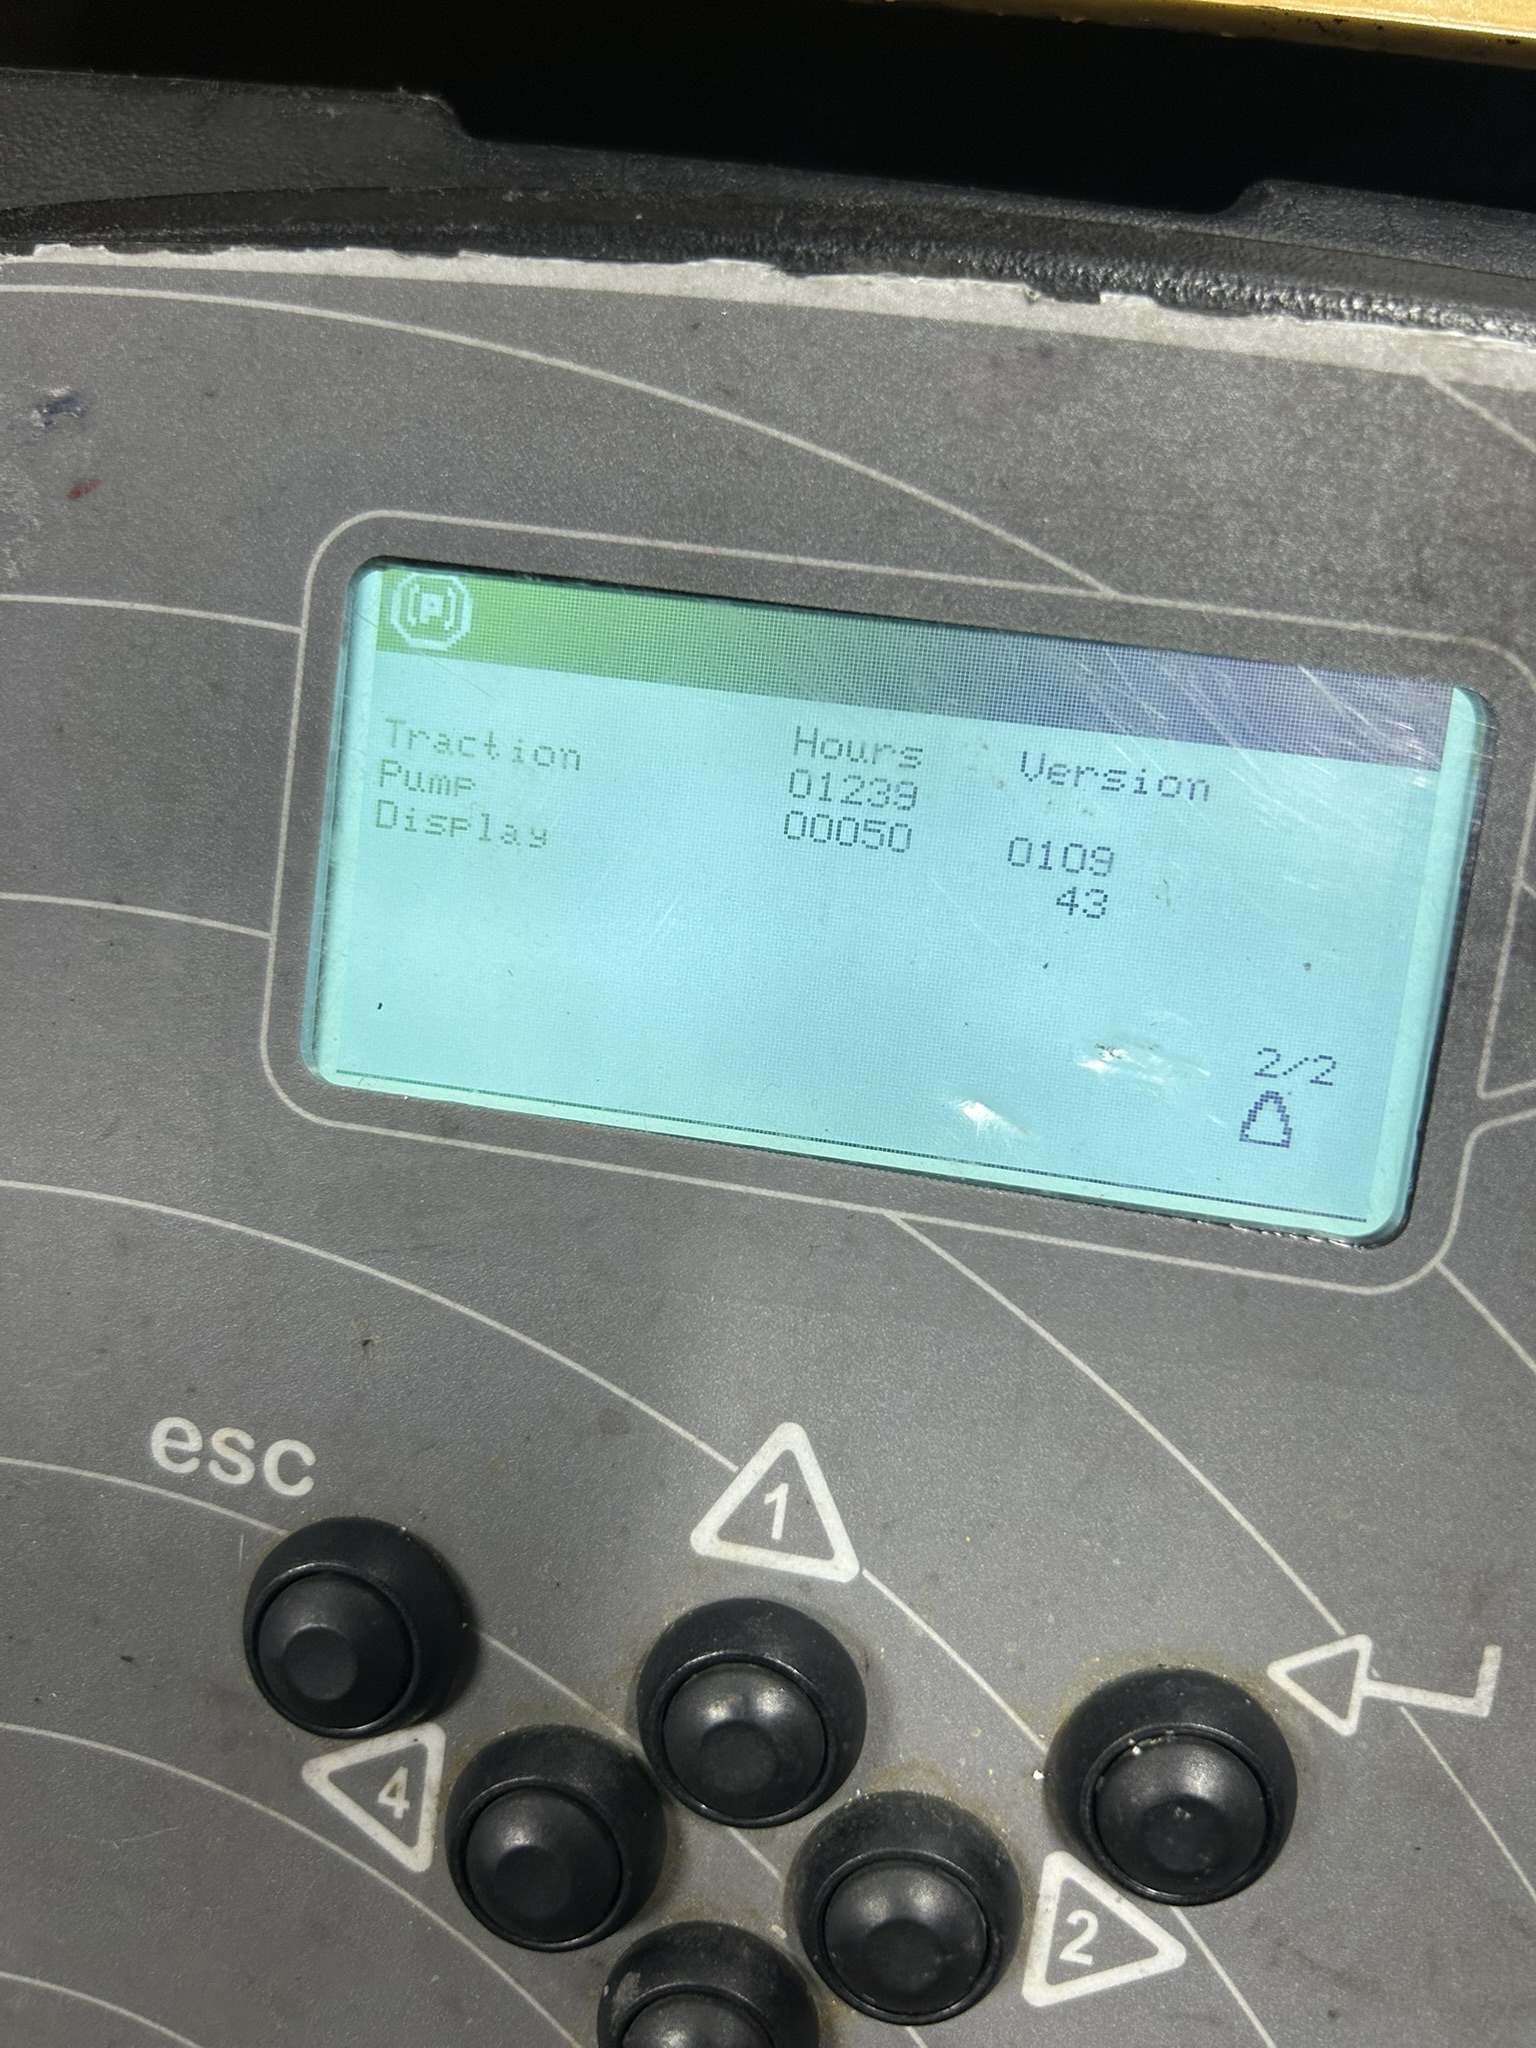 (P)
Hours Version
Traction 01239
Pump 00050 0109
Display 43
2/2
esc
1
4
2